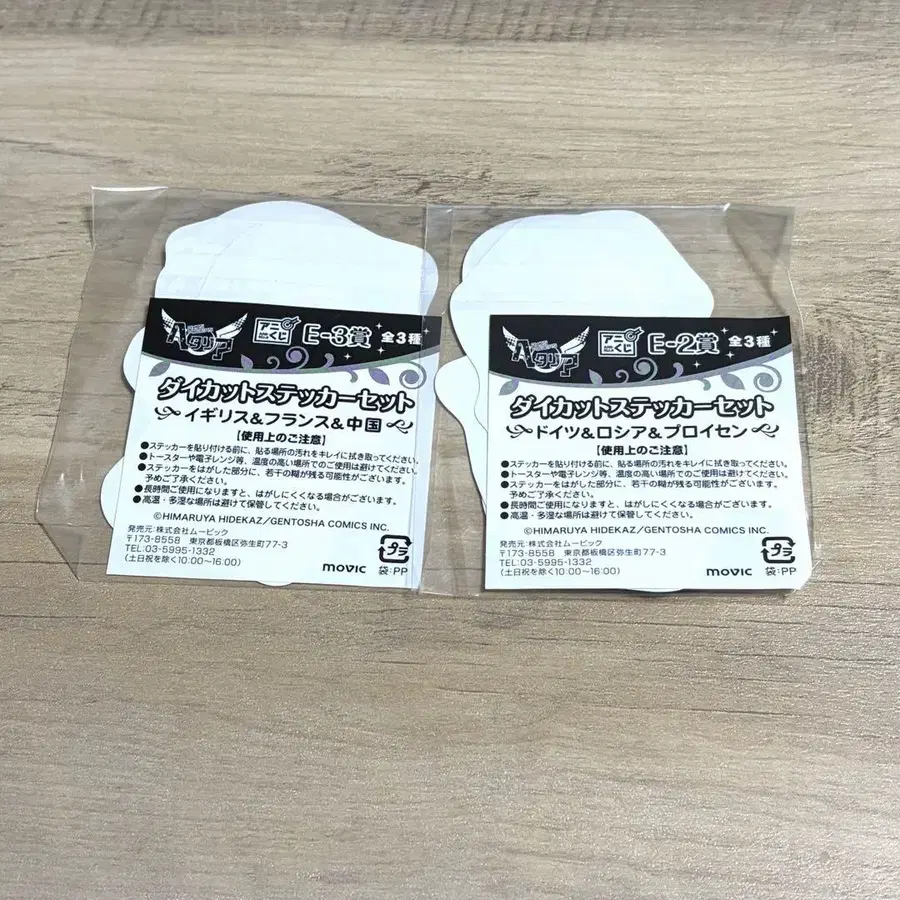 ヘタリア
アラくじ
E-3賞
全3種
ダイカットステッカーセット
イギリス&フランス&中国
【使用上のご注意】
●ステッカーを貼り付ける前に、貼る場所の汚れをキレイに拭き取ってください。
●トースターや電子レンジ等、温度の高い場所でのご使用は避けてください。
●ステッカーをはがした部分に、若干の糊が残る可能性がございます。
予めご了承ください。
●長時間ご使用になりますと、はがしにくくなる場合がございます。
●高温・多湿な場所は避けて保管してください。
©HIMARUYA HIDEKAZ/GENTOSHA COMICS INC.
発売元:株式会社ムービック
〒173-8558 東京都板橋区弥生町77-3
TEL:03-5995-1332
(土日祝を除く10:00~16:00)
movic
プラ
袋:PP
ヘタリア
アラくじ
E-2賞
全3種
ダイカットステッカーセット
ドイツ&ロシア&プロイセン
【使用上のご注意】
●ステッカーを貼り付ける前に、貼る場所の汚れをキレイに拭き取ってください。
●トースターや電子レンジ等、温度の高い場所でのご使用は避けてください。
●ステッカーをはがした部分に、若干の糊が残る可能性がございます。
予めご了承ください。
●長時間ご使用になりますと、はがしにくくなる場合がございます。
●高温・多湿な場所は避けて保管してください。
©HIMARUYA HIDEKAZ/GENTOSHA COMICS INC.
発売元:株式会社ムービック
〒173-8558 東京都板橋区弥生町77-3
TEL:03-5995-1332
(土日祝を除く10:00~16:00)
movic
プラ
袋:PP